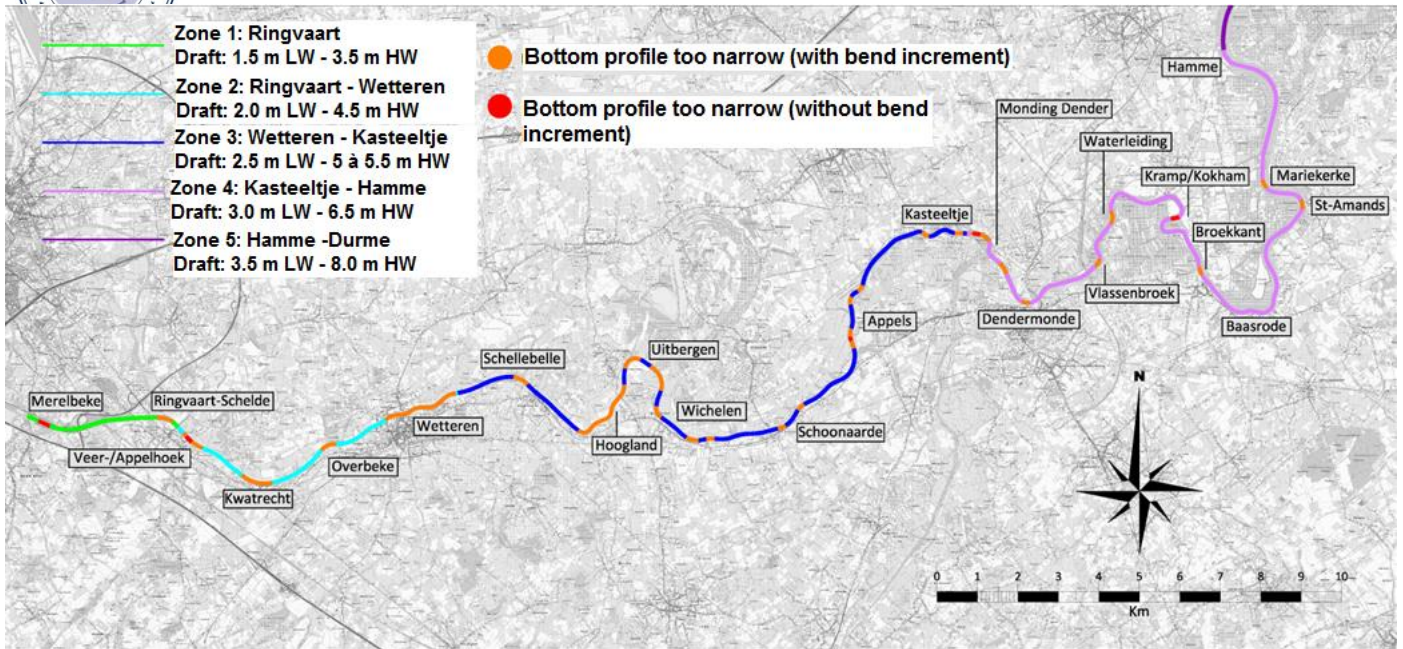 Zone 1: Ringvaart
Draft: 1.5 m LW - 3.5 m HW
Zone 2: Ringvaart - Wetteren
Draft: 2.0 m LW - 4.5 m HW
Zone 3: Wetteren - Kasteeltje
Draft: 2.5 m LW - 5 à 5.5 m HW
Zone 4: Kasteeltje - Hamme
Draft: 3.0 m LW - 6.5 m HW
Zone 5: Hamme -Durme
Draft: 3.5 m LW - 8.0 m HW
Bottom profile too narrow (with bend increment)
Bottom profile too narrow (without bend
increment)
Hamme
Monding Dender
Waterleiding
Kramp/Kokham
Mariekerke
St-Amands
Kasteeltje
Broekkant
Vlassenbroek
Dendermonde
Baasrode
Appels
Uitbergen
Schellebelle
Wichelen
Schoonaarde
Hoogland
Merelbeke
Ringvaart-Schelde
Wetteren
Veer-/Appelhoek
Overbeke
Kwatrecht
N
0 1 2 3 4 5 6 7 8 9 10
Km